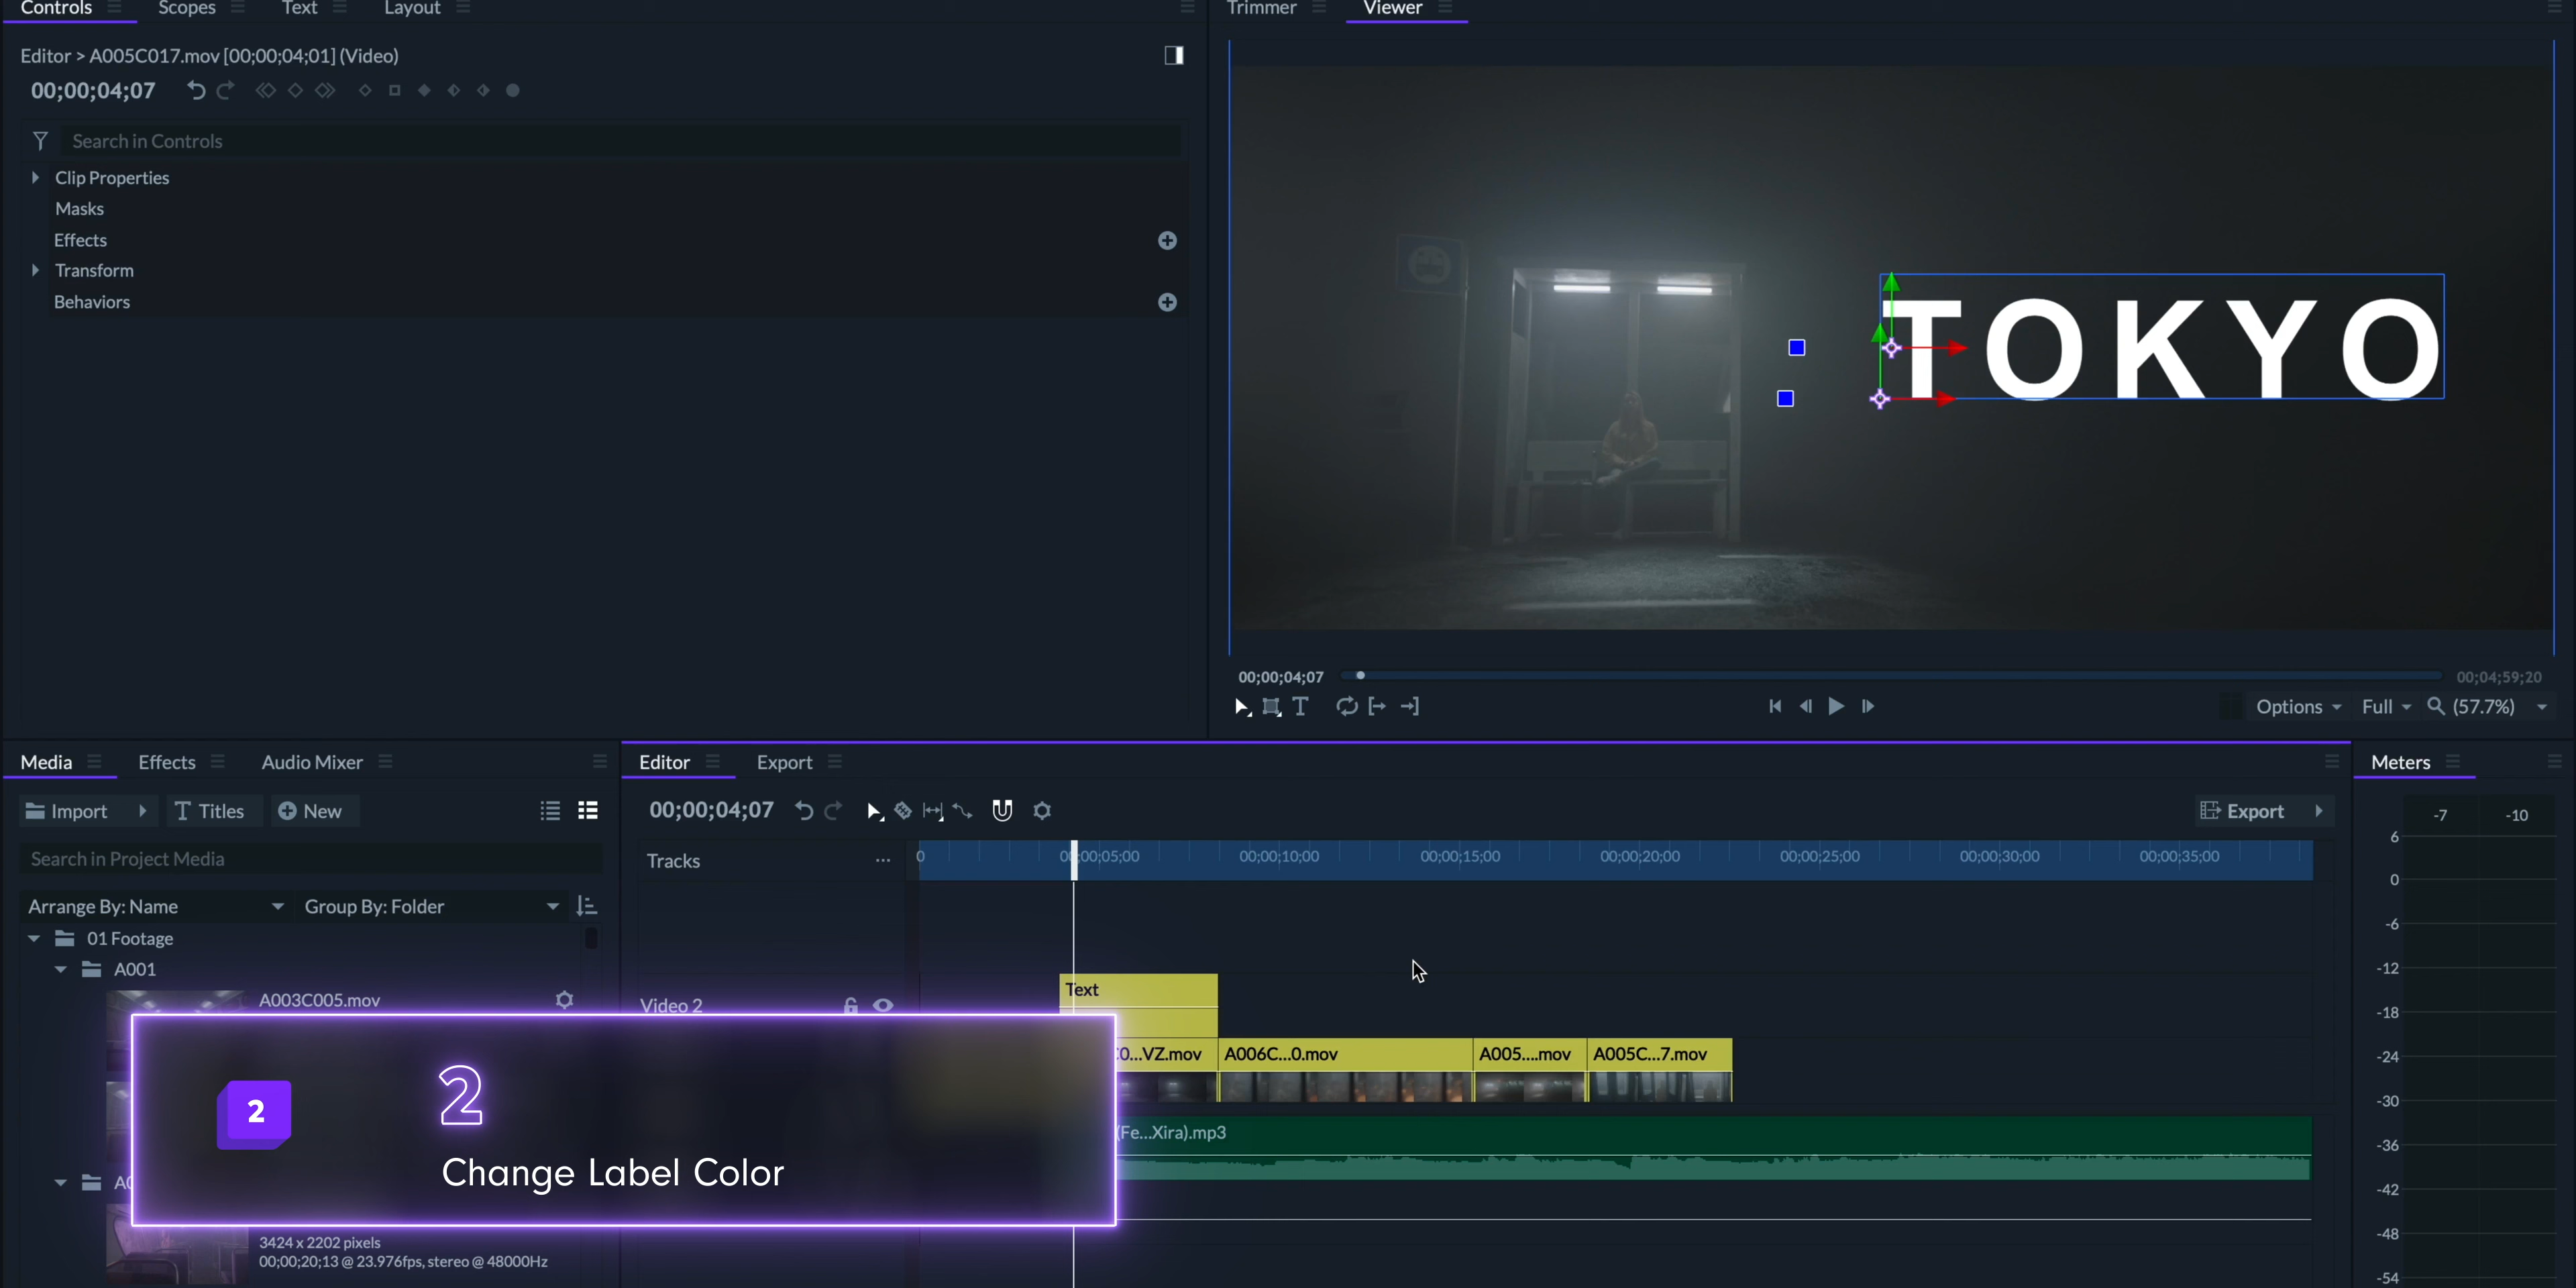 Controls Scopes Text Layout
Trimmer Viewer
Editor > A005C017.mov [00;00;04;01] (Video)
00;00;04;07
Search in Controls
Clip Properties
Masks
Effects
Transform
Behaviors
TOKYO
00;00;04;07 00;04;59;20
Options Full (57.7%)
Media Effects Audio Mixer
Editor Export
Meters
Import Titles New
00;00;04;07
Export
-7 -10
Search in Project Media
Tracks ...
0 00;00;05;00 00;00;10;00 00;00;15;00 00;00;20;00 00;00;25;00 00;00;30;00 00;00;35;00
Arrange By: Name Group By: Folder
01 Footage
A001
A003C005.mov
Text
Video 2
...VZ.mov A006C...0.mov A005....mov A005C...7.mov
(Fe...Xira).mp3
2
2
Change Label Color
3424 x 2202 pixels
00;00;20;13 @ 23.976fps, stereo @ 48000Hz
6
0
-6
-12
-18
-24
-30
-36
-42
-48
-54